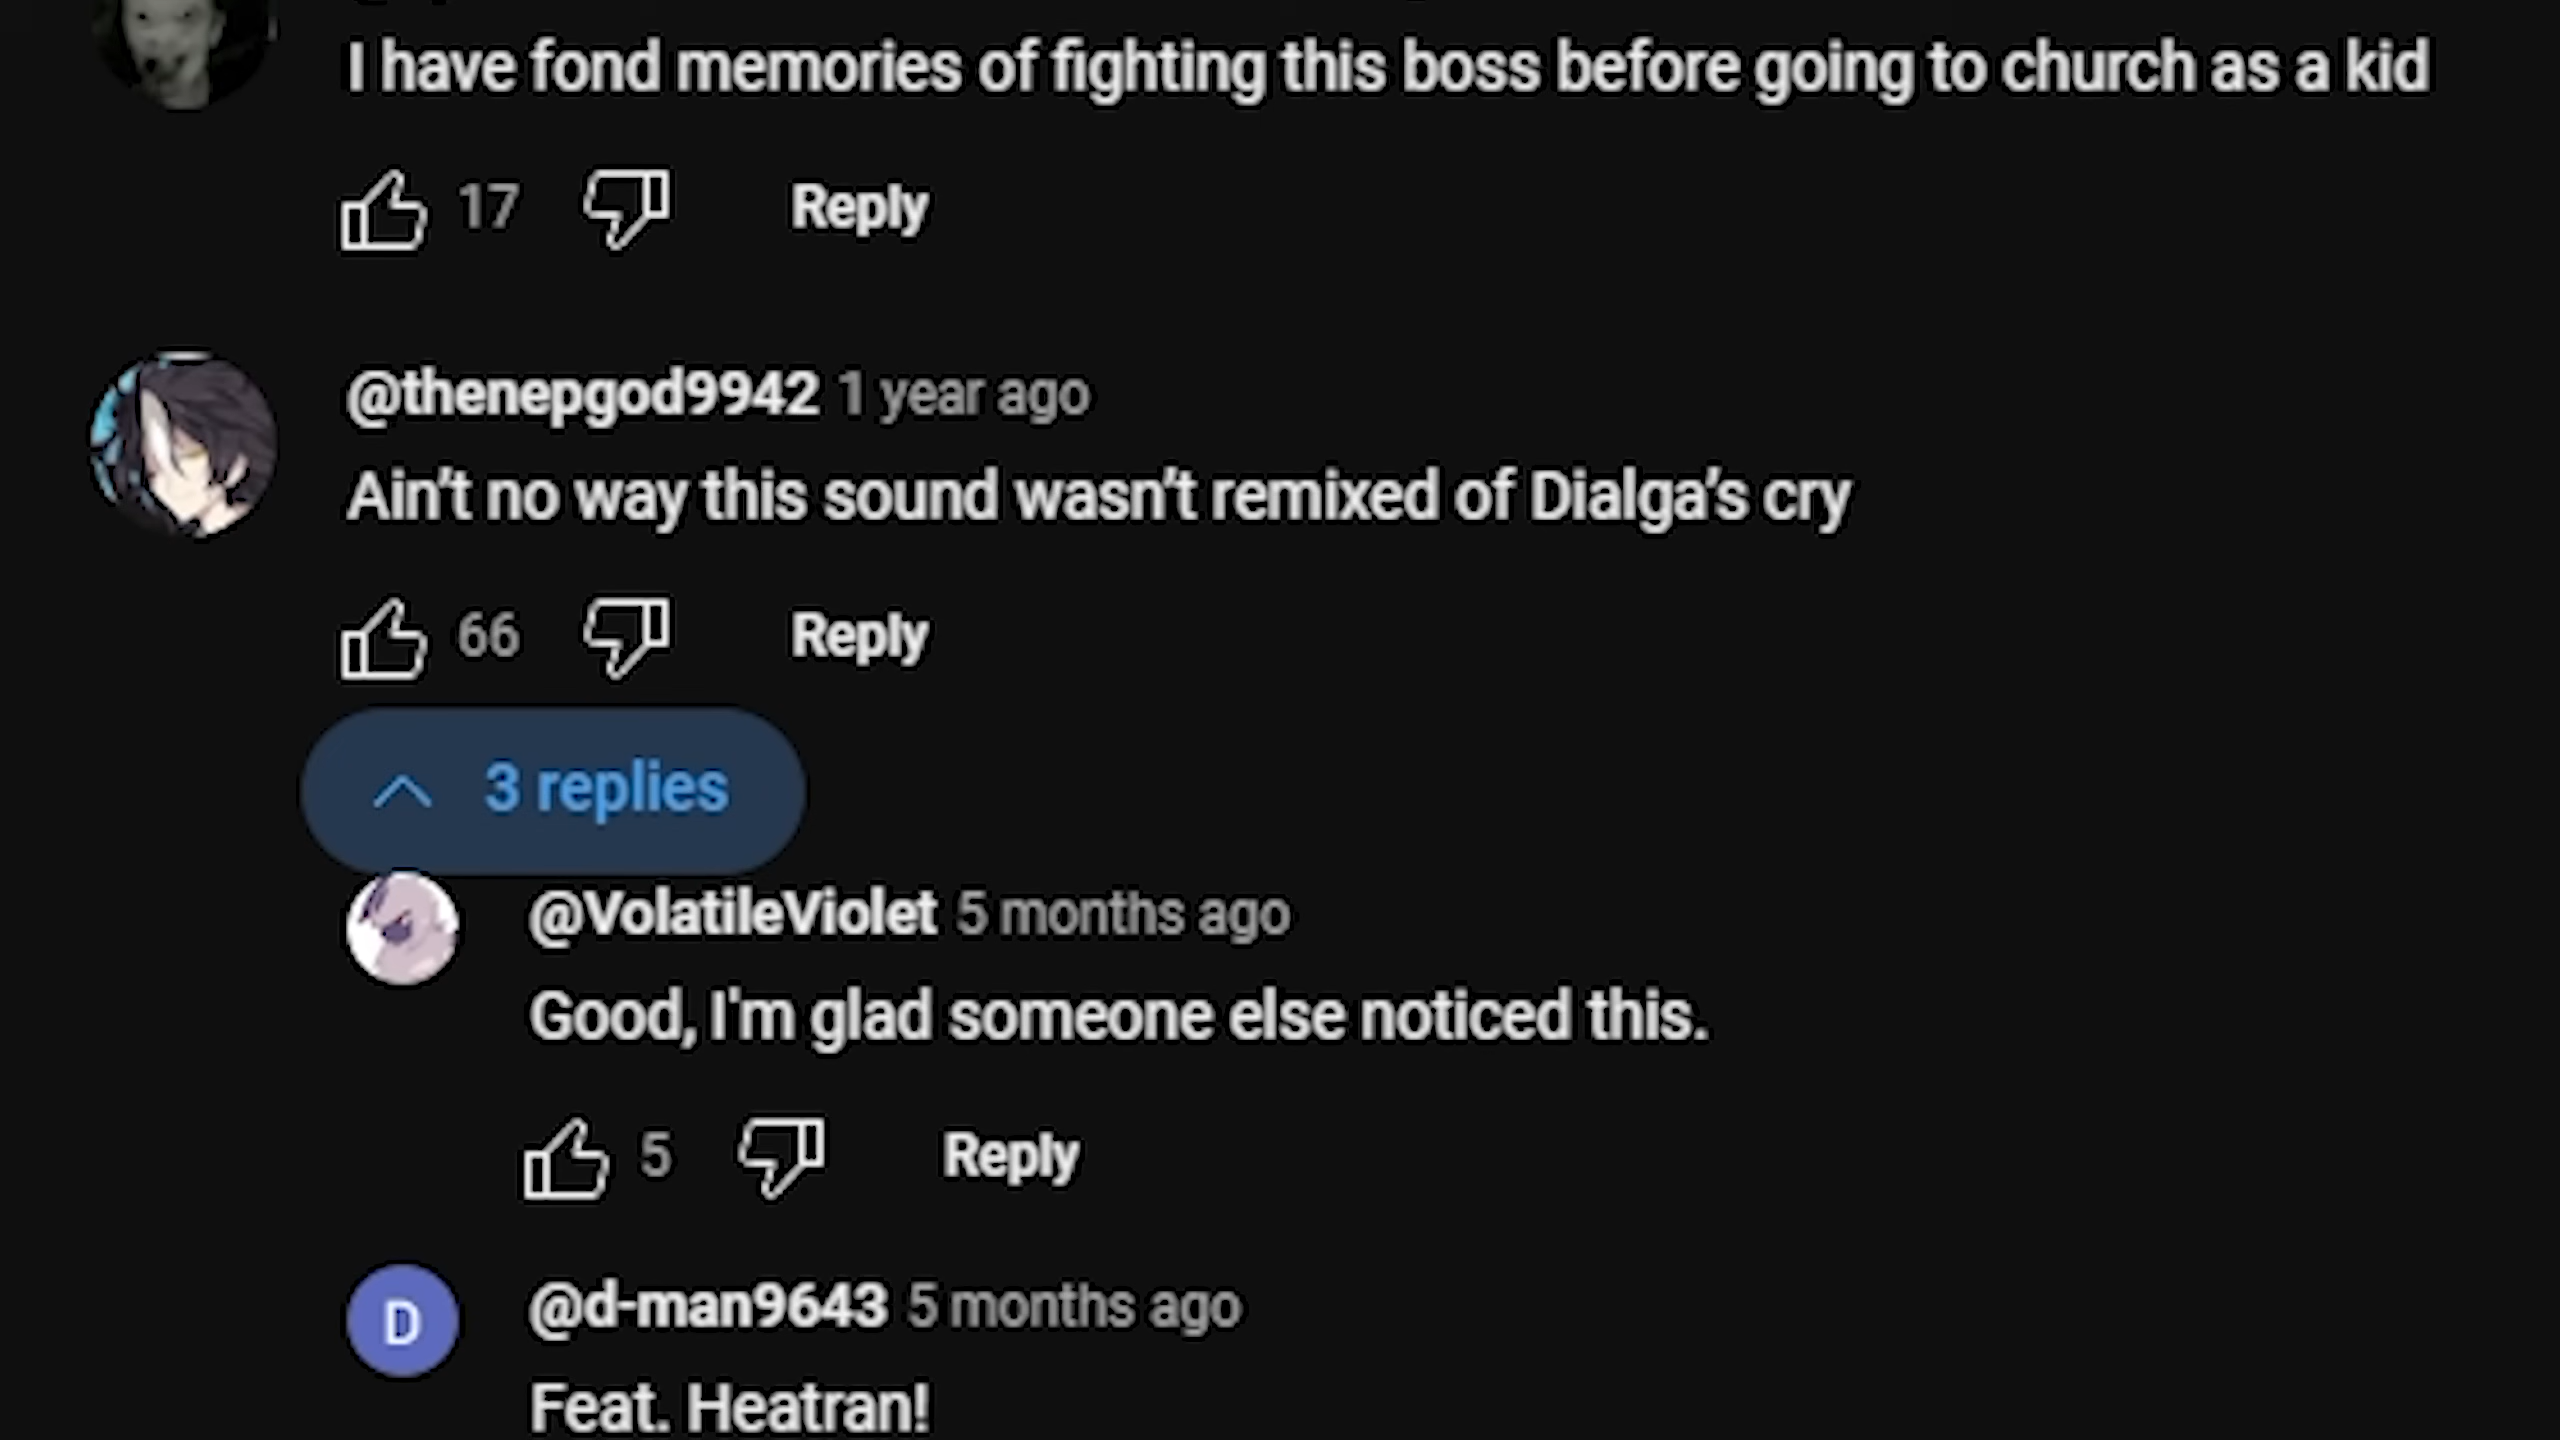 I have fond memories of fighting this boss before going to church as a kid
17 Reply
@thenepgod9942 1 year ago
Ain't no way this sound wasn't remixed of Dialga's cry
66 Reply
3 replies
@VolatileViolet 5 months ago
Good, I'm glad someone else noticed this.
5 Reply
D @d-man9643 5 months ago
Feat. Heatran!